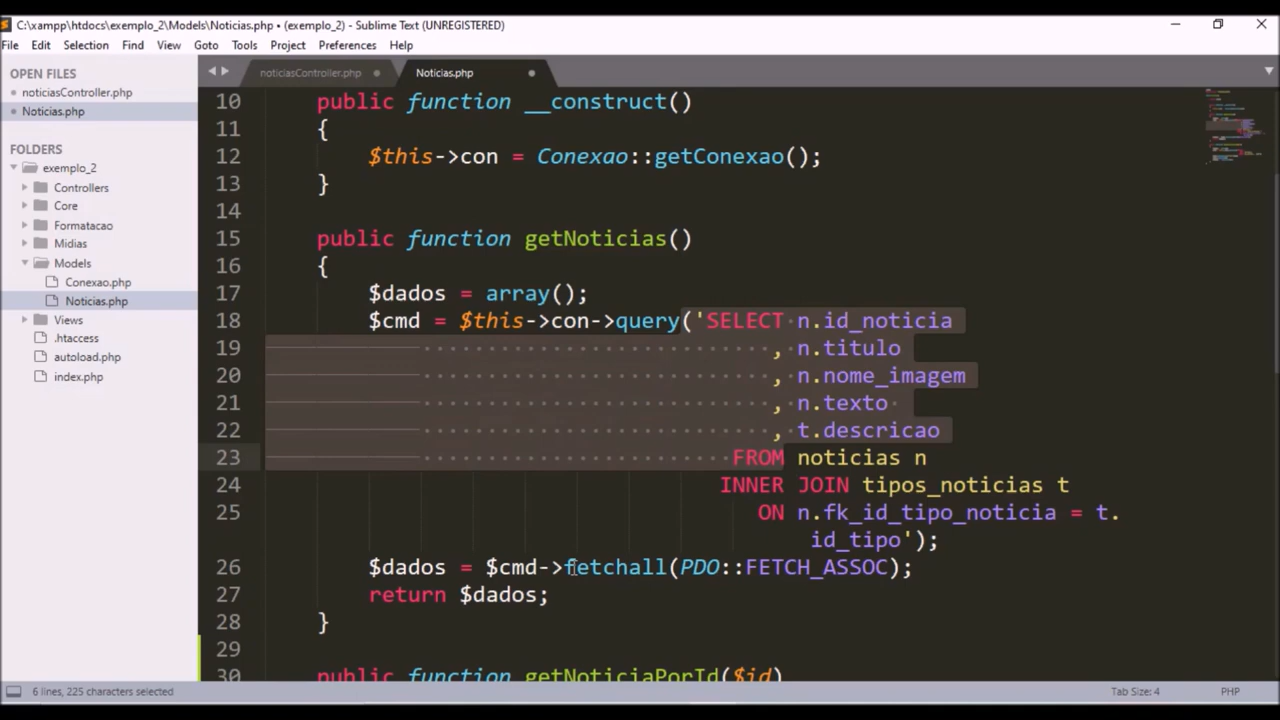 C:\xampp\htdocs\exemplo_2\Models\Noticias.php • (exemplo_2) - Sublime Text (UNREGISTERED)
File Edit Selection Find View Goto Tools Project Preferences Help
OPEN FILES
noticiasController.php
Noticias.php
FOLDERS
exemplo_2
Controllers
Core
Formatacao
Midias
Models
Conexao.php
Noticias.php
Views
.htaccess
autoload.php
index.php
noticiasController.php Noticias.php
10 public function __construct()
11 {
12 $this->con = Conexao::getConexao();
13 }
14
15 public function getNoticias()
16 {
17 $dados = array();
18 $cmd = $this->con->query('SELECT n.id_noticia
19 , n.titulo
20 , n.nome_imagem
21 , n.texto
22 , t.descricao
23 FROM noticias n
24 INNER JOIN tipos_noticias t
25 ON n.fk_id_tipo_noticia = t.
id_tipo');
26 $dados = $cmd->fetchall(PDO::FETCH_ASSOC);
27 return $dados;
28 }
29
30 public function getNoticiaPorId($id)
6 lines, 225 characters selected
Tab Size: 4 PHP